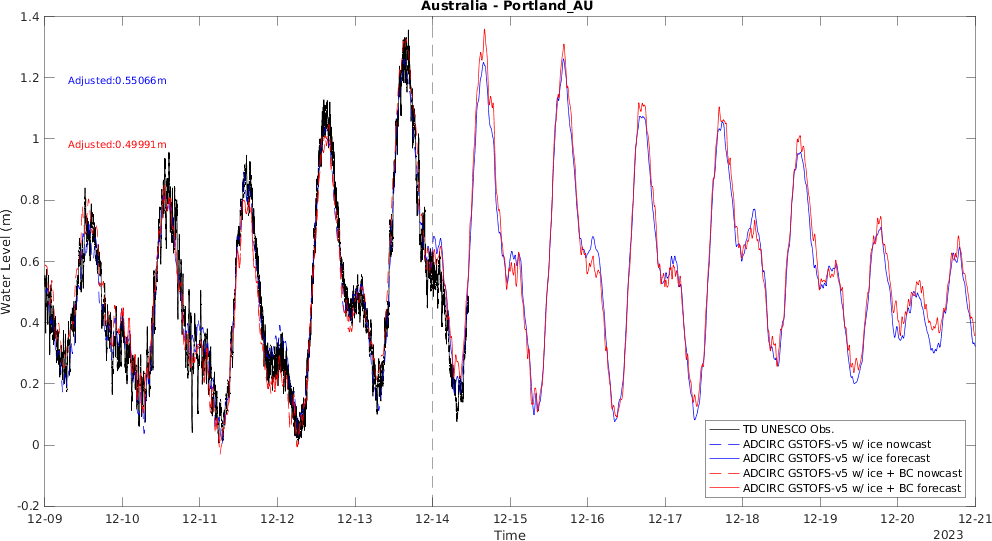 Australia - Portland_AU
1.4
1.2
1
0.8
0.6
0.4
0.2
0
-0.2
Water Level (m)
Adjusted:0.55066m
Adjusted:0.49991m
TD UNESCO Obs.
ADCIRC GSTOFS-v5 w/ ice nowcast
ADCIRC GSTOFS-v5 w/ ice forecast
ADCIRC GSTOFS-v5 w/ ice + BC nowcast
ADCIRC GSTOFS-v5 w/ ice + BC forecast
12-09 12-10 12-11 12-12 12-13 12-14 12-15 12-16 12-17 12-18 12-19 12-20 12-21
Time
2023